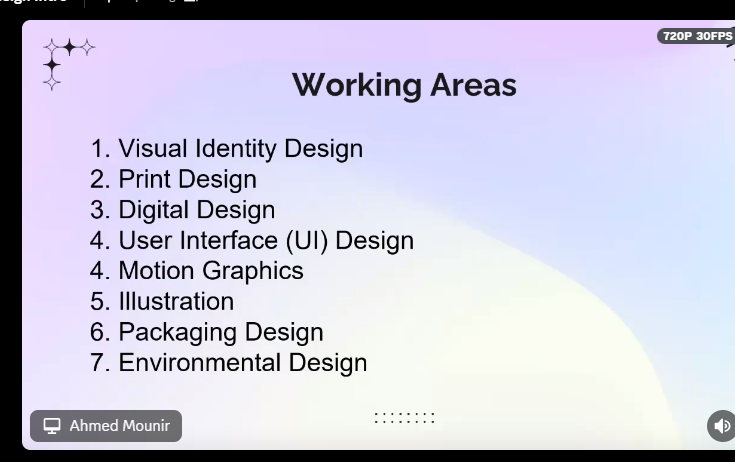 720P 30FPS
Working Areas
1. Visual Identity Design
2. Print Design
3. Digital Design
4. User Interface (UI) Design
4. Motion Graphics
5. Illustration
6. Packaging Design
7. Environmental Design
Ahmed Mounir